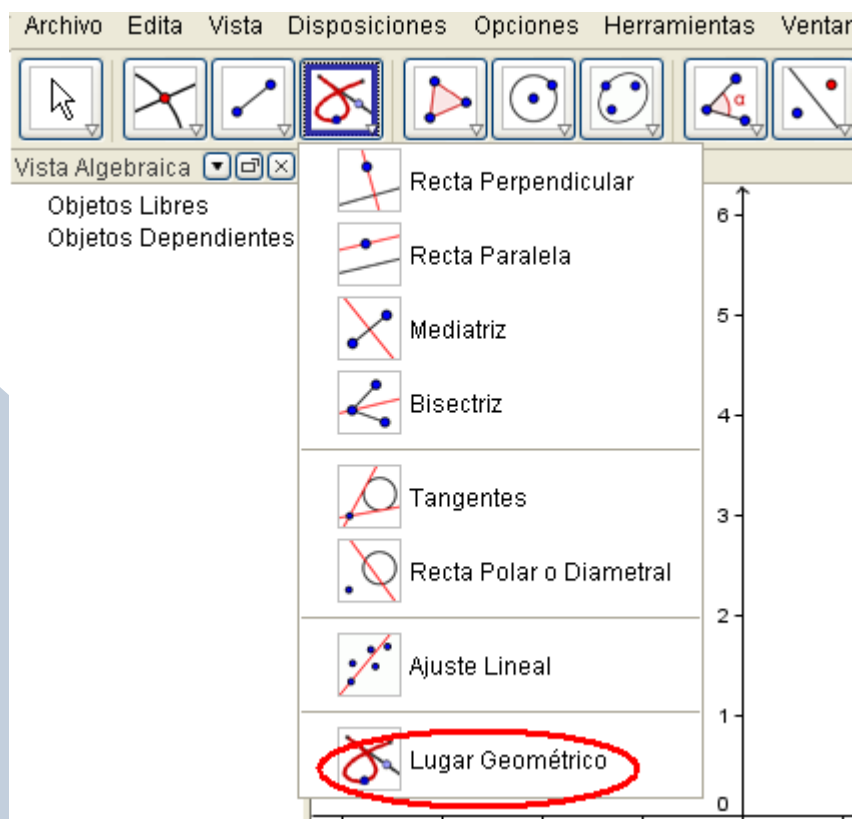 Archivo Edita Vista Disposiciones Opciones Herramientas Ventan
α
Vista Algebraica
Objetos Libres
Objetos Dependientes
Recta Perpendicular
Recta Paralela
Mediatriz
Bisectriz
Tangentes
Recta Polar o Diametral
Ajuste Lineal
Lugar Geométrico
6
5
4
3
2
1
0